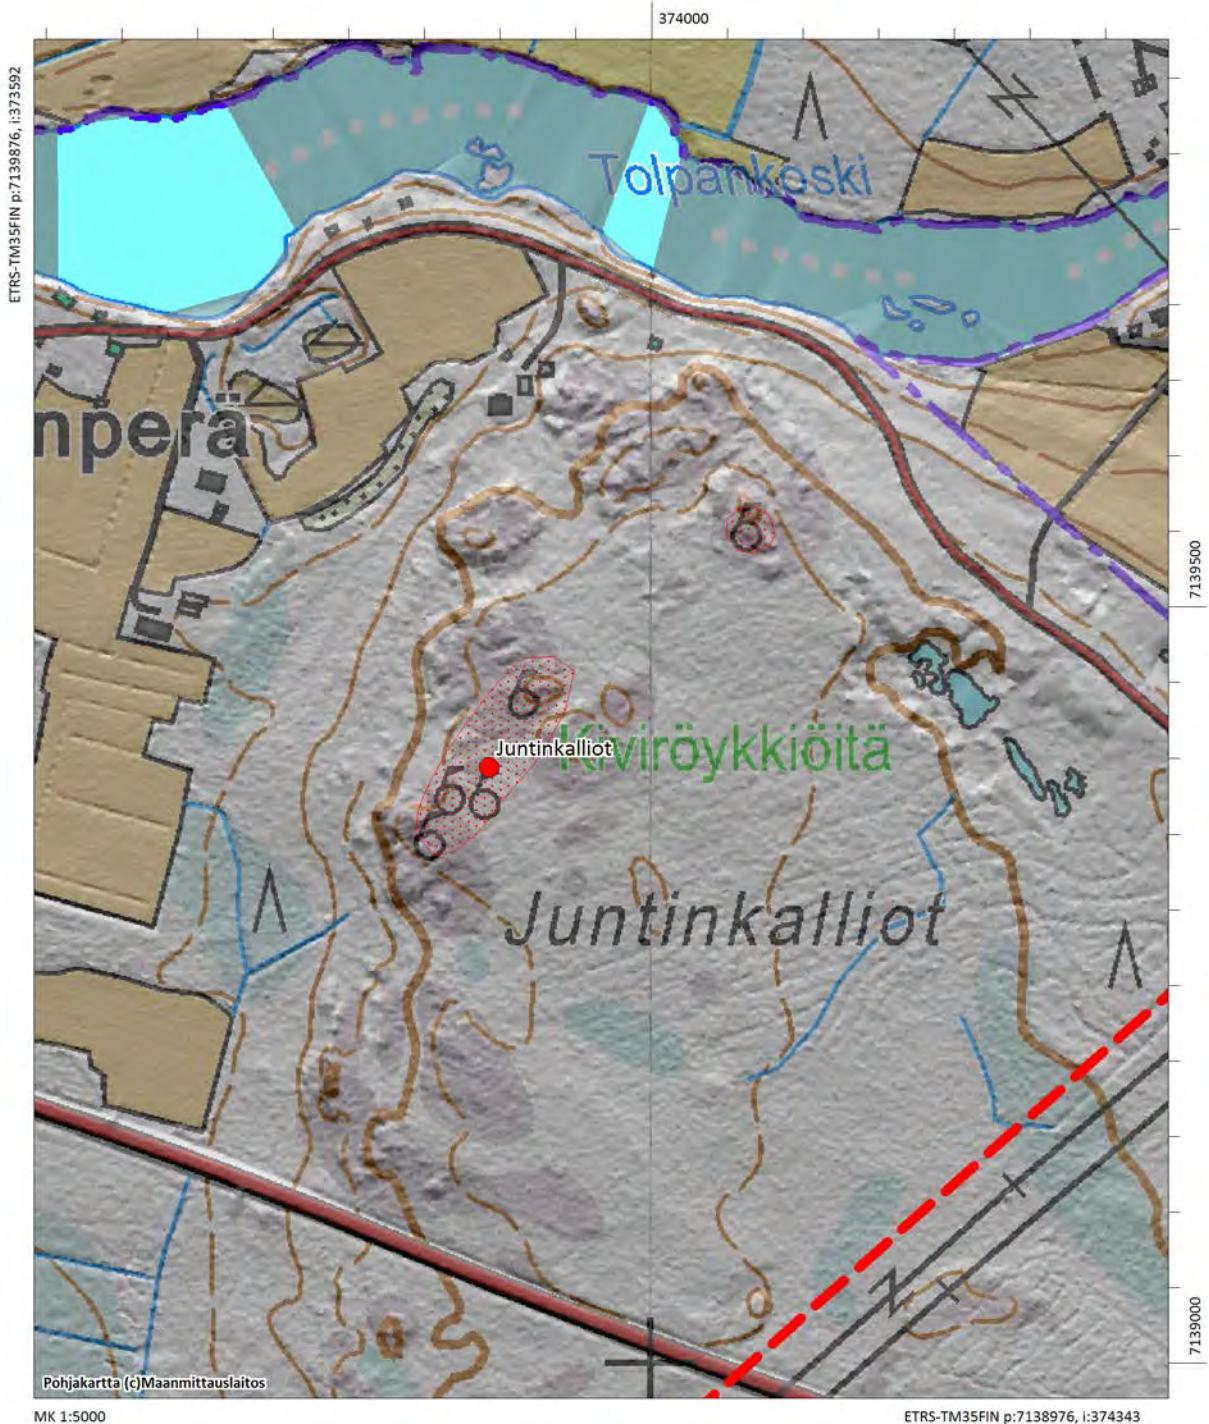 374000
ETRS-TM35FIN p:7139876, i:373592
Tolpankoski
nperä
7139500
Juntinkalliot
Kiviröykkiöitä
Juntinkalliot
7139000
Pohjakartta (c)Maanmittauslaitos
MK 1:5000
ETRS-TM35FIN p:7138976, i:374343